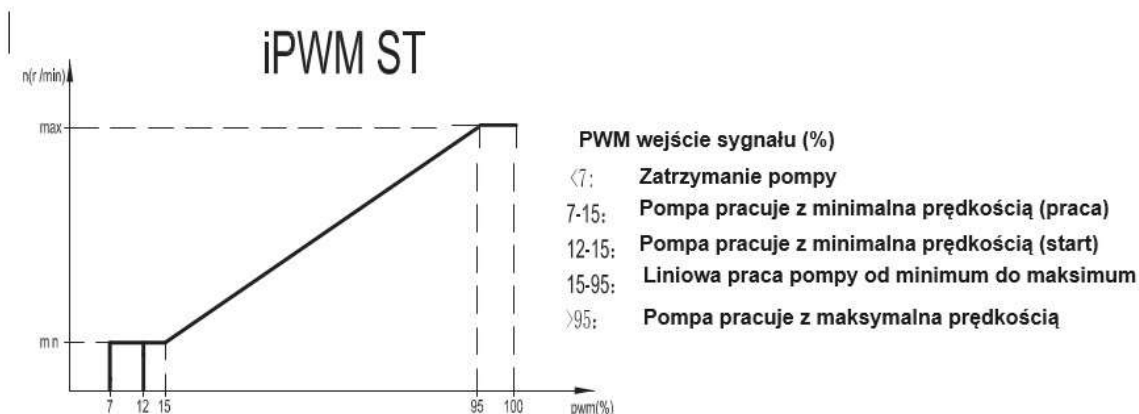 iPWM ST
n(r/min)
max
min
7 12 15 95 100 pwm(%)
PWM wejście sygnału (%)
<7: Zatrzymanie pompy
7-15: Pompa pracuje z minimalna prędkością (praca)
12-15: Pompa pracuje z minimalna prędkością (start)
15-95: Liniowa praca pompy od minimum do maksimum
>95: Pompa pracuje z maksymalna prędkością